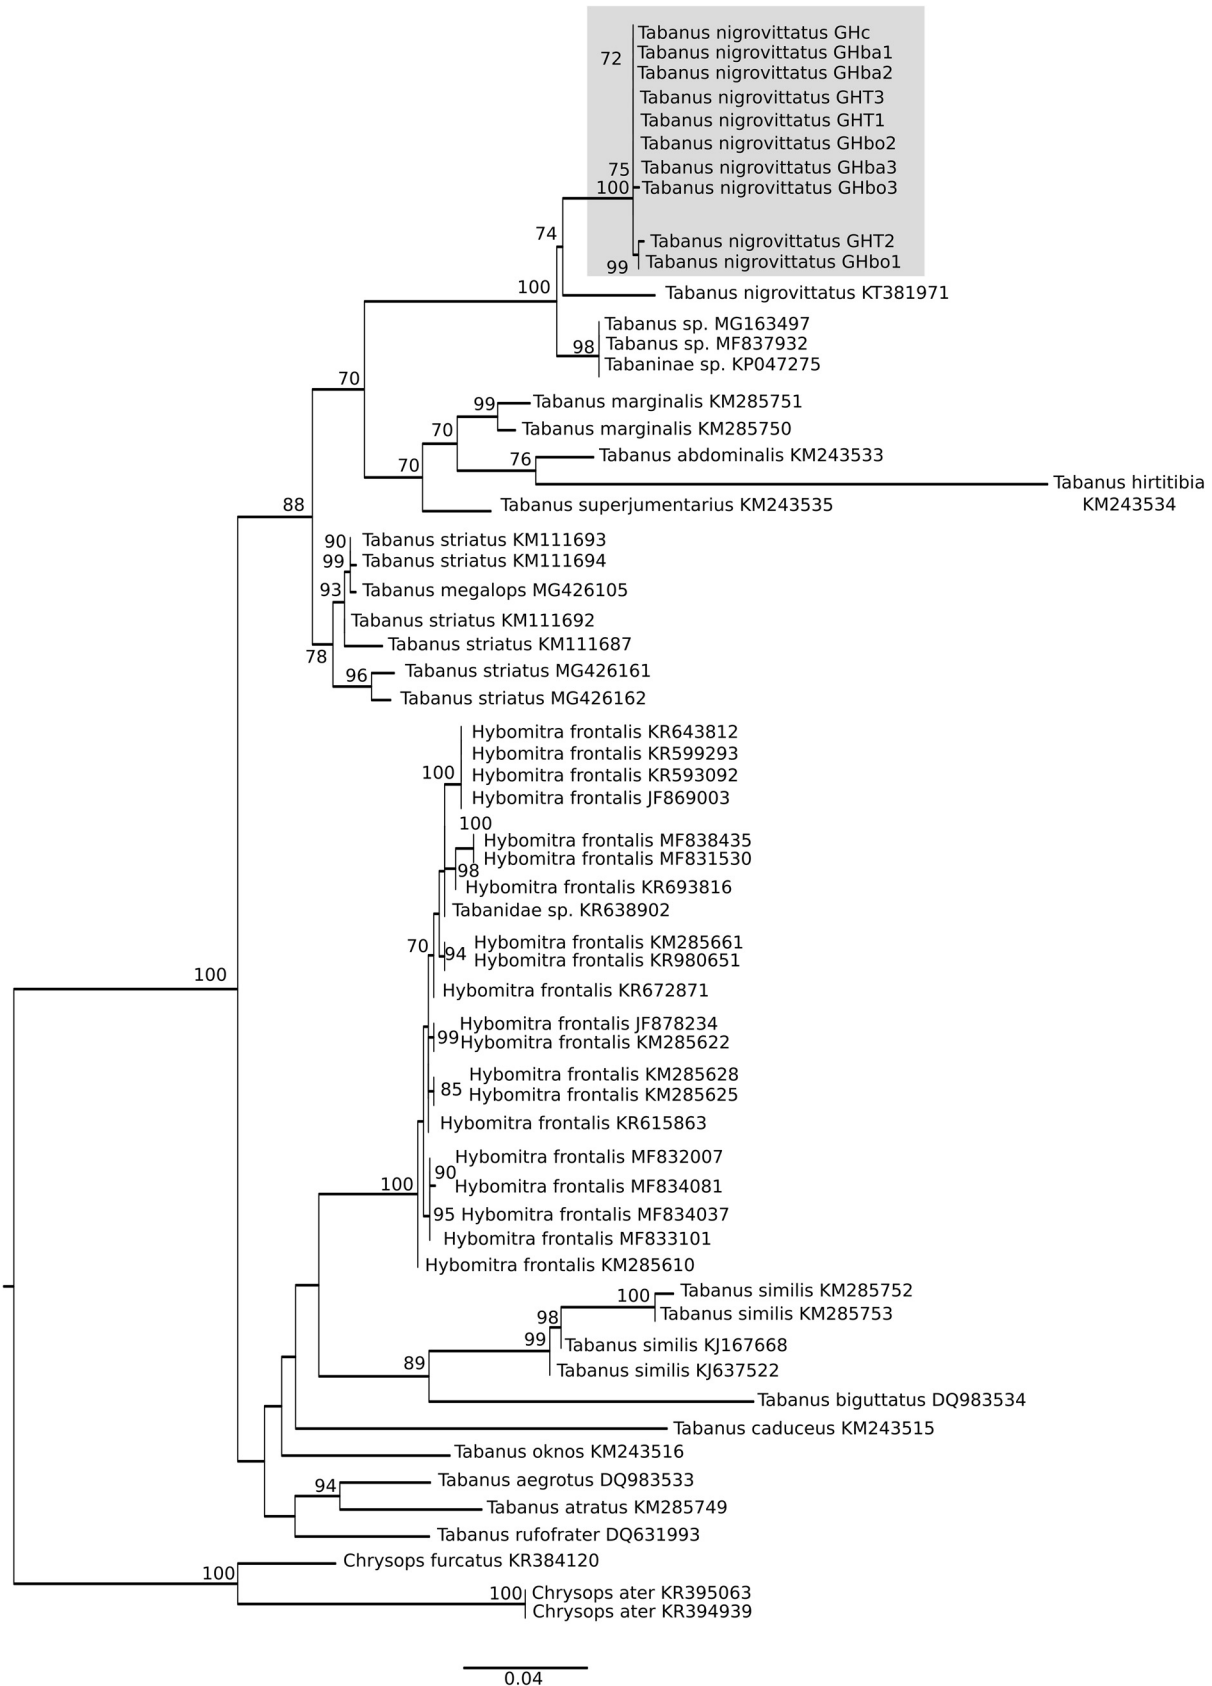 Tabanus nigrovittatus GHc
Tabanus nigrovittatus GHba1
72
Tabanus nigrovittatus GHba2
Tabanus nigrovittatus GHT3
Tabanus nigrovittatus GHT1
Tabanus nigrovittatus GHbo2
75
Tabanus nigrovittatus GHba3
100
Tabanus nigrovittatus GHbo3
74
Tabanus nigrovittatus GHT2
Tabanus nigrovittatus GHbo1
99
100
Tabanus nigrovittatus KT381971
Tabanus sp. MG163497
Tabanus sp. MF837932
98
Tabaninae sp. KP047275
70
Tabanus marginalis KM285751
99
Tabanus marginalis KM285750
70
Tabanus abdominalis KM243533
76
70
Tabanus hirtitibia
KM243534
Tabanus superjumentarius KM243535
88
Tabanus striatus KM111693
90
Tabanus striatus KM111694
99
Tabanus megalops MG426105
93
Tabanus striatus KM111692
Tabanus striatus KM111687
78
Tabanus striatus MG426161
96
Tabanus striatus MG426162
Hybomitra frontalis KR643812
Hybomitra frontalis KR599293
100
Hybomitra frontalis KR593092
Hybomitra frontalis JF869003
100
Hybomitra frontalis MF838435
Hybomitra frontalis MF831530
98
Hybomitra frontalis KR693816
Tabanidae sp. KR638902
70
Hybomitra frontalis KM285661
94
Hybomitra frontalis KR980651
100
Hybomitra frontalis KR672871
Hybomitra frontalis JF878234
99
Hybomitra frontalis KM285622
Hybomitra frontalis KM285628
85
Hybomitra frontalis KM285625
Hybomitra frontalis KR615863
Hybomitra frontalis MF832007
90
100
Hybomitra frontalis MF834081
95
Hybomitra frontalis MF834037
Hybomitra frontalis MF833101
Hybomitra frontalis KM285610
Tabanus similis KM285752
100
Tabanus similis KM285753
98
99
Tabanus similis KJ167668
89
Tabanus similis KJ637522
Tabanus biguttatus DQ983534
Tabanus caduceus KM243515
Tabanus oknos KM243516
Tabanus aegrotus DQ983533
94
Tabanus atratus KM285749
Tabanus rufofrater DQ631993
Chrysops furcatus KR384120
100
100
Chrysops ater KR395063
Chrysops ater KR394939
0.04